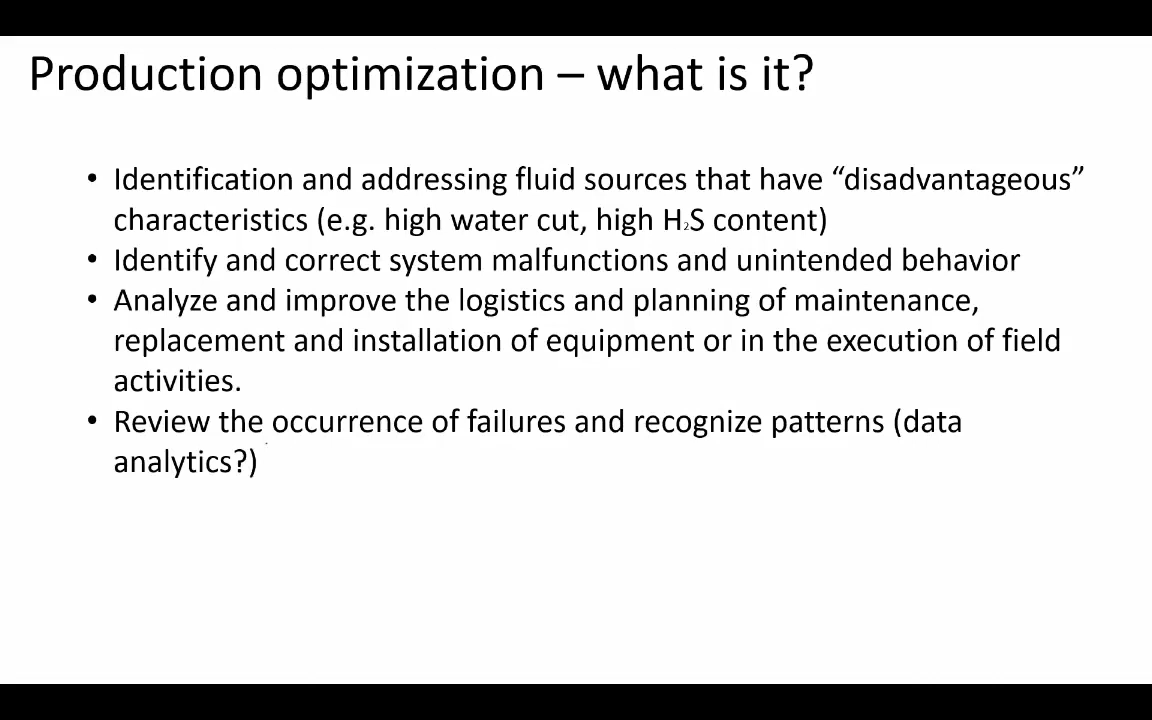 Production optimization – what is it?
• Identification and addressing fluid sources that have “disadvantageous”
characteristics (e.g. high water cut, high H₂S content)
• Identify and correct system malfunctions and unintended behavior
• Analyze and improve the logistics and planning of maintenance,
replacement and installation of equipment or in the execution of field
activities.
• Review the occurrence of failures and recognize patterns (data
analytics?)